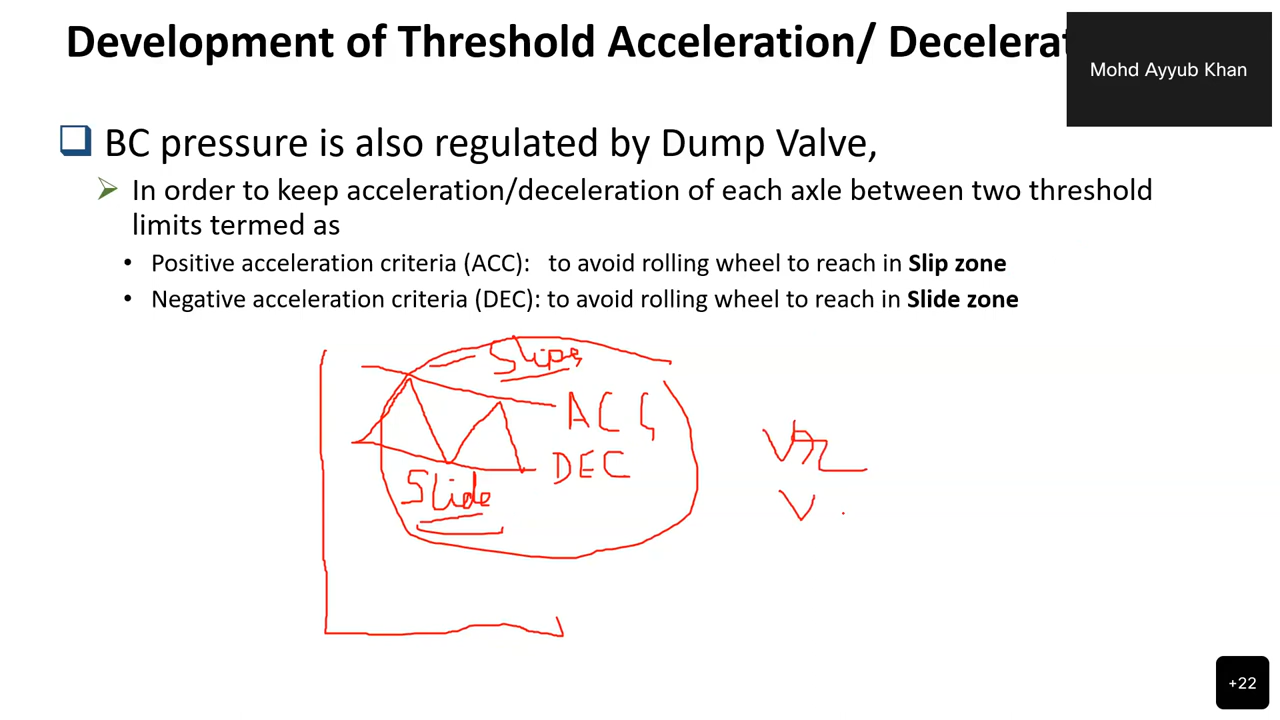 Development of Threshold Acceleration/ Decelerat
Mohd Ayyub Khan
BC pressure is also regulated by Dump Valve,
In order to keep acceleration/deceleration of each axle between two threshold
limits termed as
• Positive acceleration criteria (ACC): to avoid rolling wheel to reach in Slip zone
• Negative acceleration criteria (DEC): to avoid rolling wheel to reach in Slide zone
ACC
DEC
Slide
V
+22